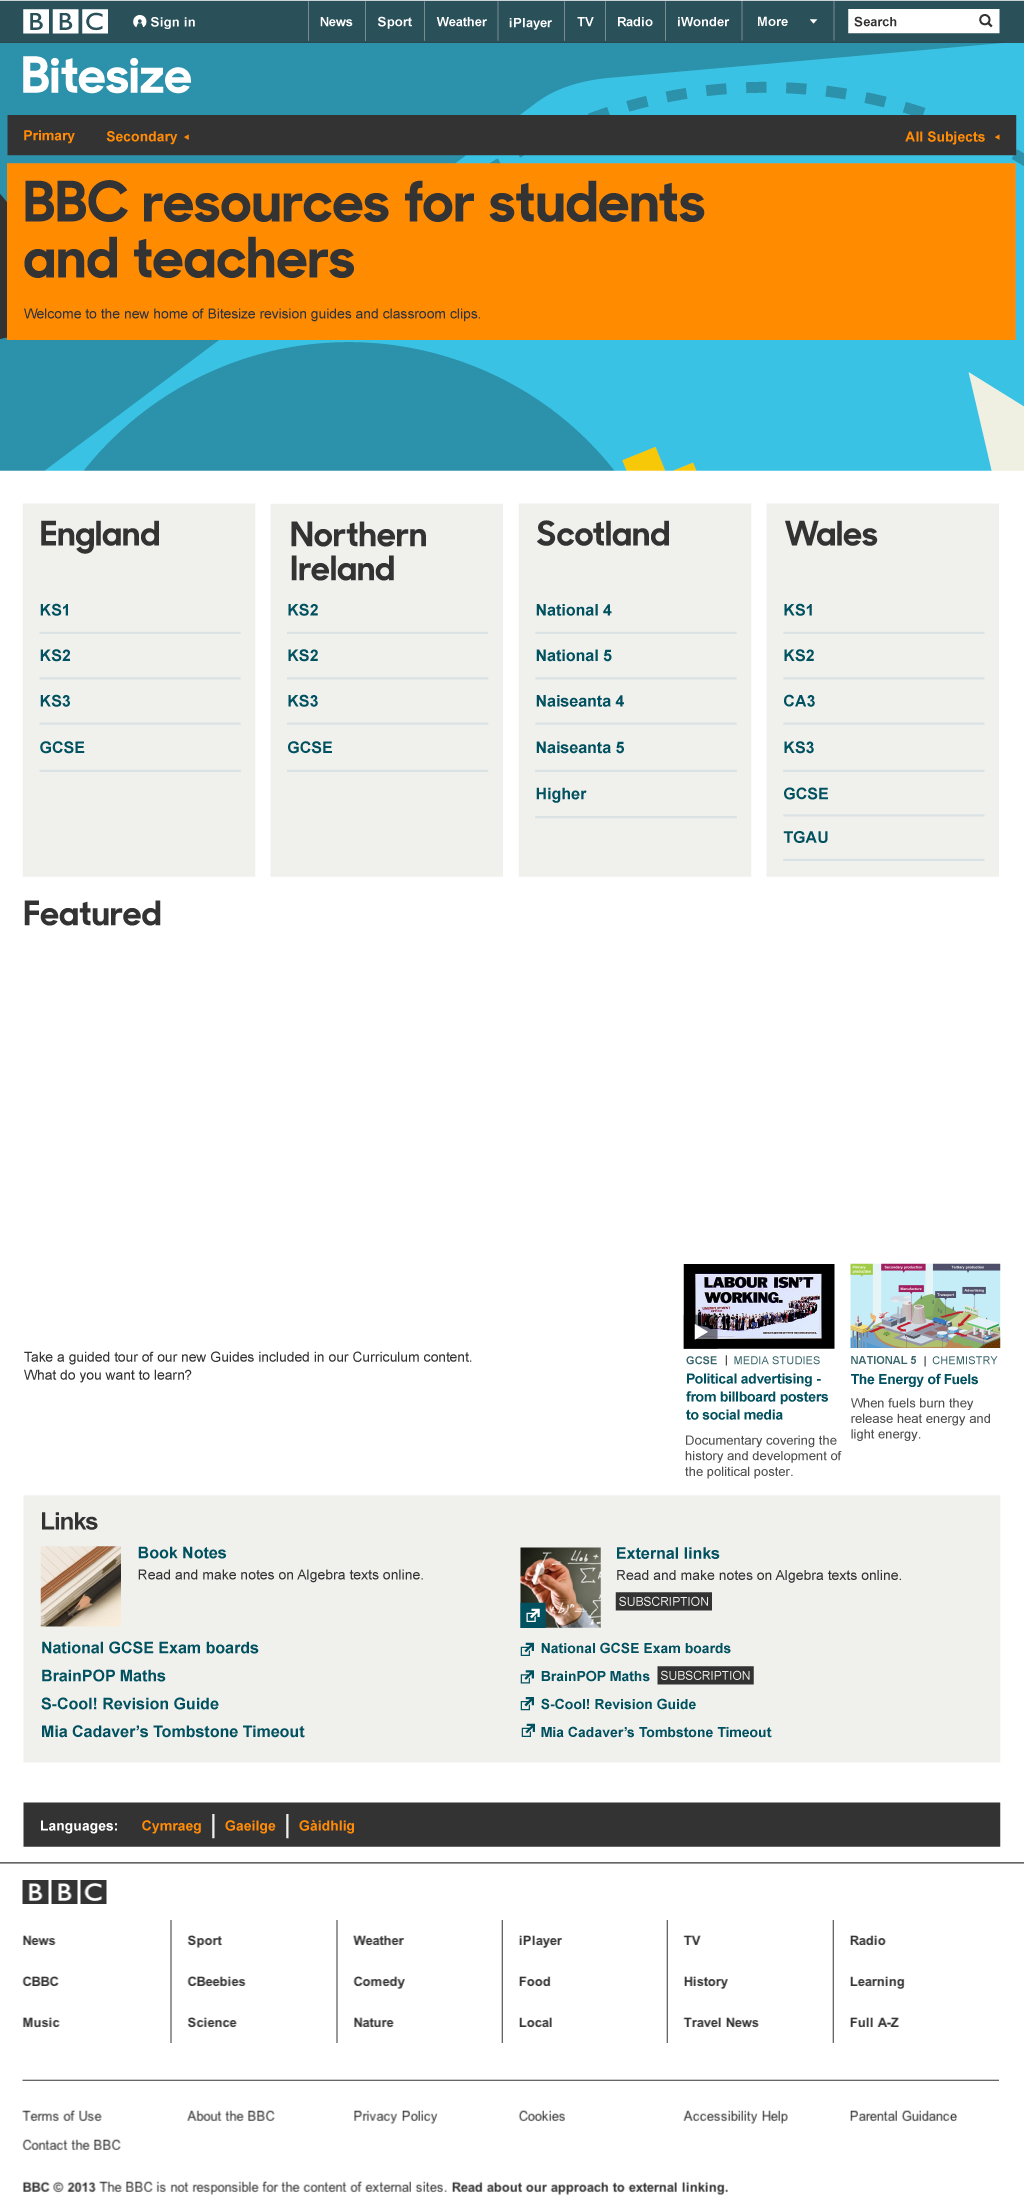 BBC Sign in News Sport Weather iPlayer TV Radio iWonder More Search
Bitesize
Primary Secondary All Subjects
BBC resources for students
and teachers
Welcome to the new home of Bitesize revision guides and classroom clips.
England
KS1
KS2
KS3
GCSE
Northern
Ireland
KS2
KS2
KS3
GCSE
Scotland
National 4
National 5
Naiseanta 4
Naiseanta 5
Higher
Wales
KS1
KS2
CA3
KS3
GCSE
TGAU
Featured
Take a guided tour of our new Guides included in our Curriculum content.
What do you want to learn?
LABOUR ISN'T
WORKING.
GCSE | MEDIA STUDIES
Political advertising -
from billboard posters
to social media
Documentary covering the
history and development of
the political poster.
Secondary production
Tertiary production
Manufacture
Transport
Advertising
NATIONAL 5 | CHEMISTRY
The Energy of Fuels
When fuels burn they
release heat energy and
light energy.
Links
Book Notes
Read and make notes on Algebra texts online.
National GCSE Exam boards
BrainPOP Maths
S-Cool! Revision Guide
Mia Cadaver's Tombstone Timeout
External links
Read and make notes on Algebra texts online.
SUBSCRIPTION
National GCSE Exam boards
BrainPOP Maths SUBSCRIPTION
S-Cool! Revision Guide
Mia Cadaver's Tombstone Timeout
Languages: Cymraeg Gaeilge Gàidhlig
BBC
News Sport Weather iPlayer TV Radio
CBBC CBeebies Comedy Food History Learning
Music Science Nature Local Travel News Full A-Z
Terms of Use About the BBC Privacy Policy Cookies Accessibility Help Parental Guidance
Contact the BBC
BBC © 2013 The BBC is not responsible for the content of external sites. Read about our approach to external linking.